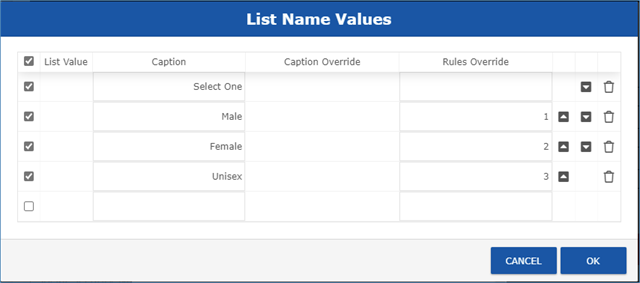 List Name Values
List Value Caption Caption Override Rules Override
Select One
Male 1
Female 2
Unisex 3
CANCEL OK